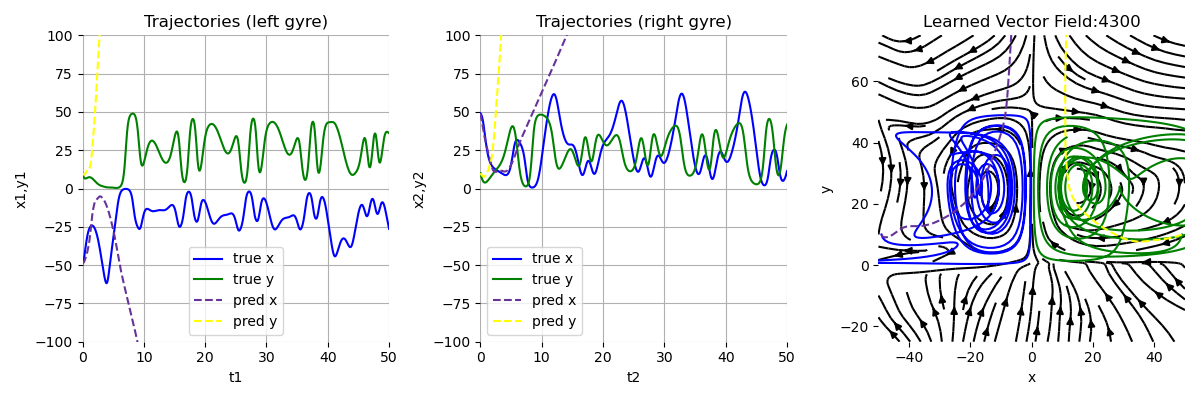 Trajectories (left gyre)
100
75
50
25
0
−25
−50
−75
−100
x1,y1
0
10
20
30
40
50
t1
true x
true y
pred x
pred y
Trajectories (right gyre)
100
75
50
25
0
−25
−50
−75
−100
x2,y2
0
10
20
30
40
50
t2
true x
true y
pred x
pred y
Learned Vector Field:4300
60
40
20
0
−20
y
−40
−20
0
20
40
x